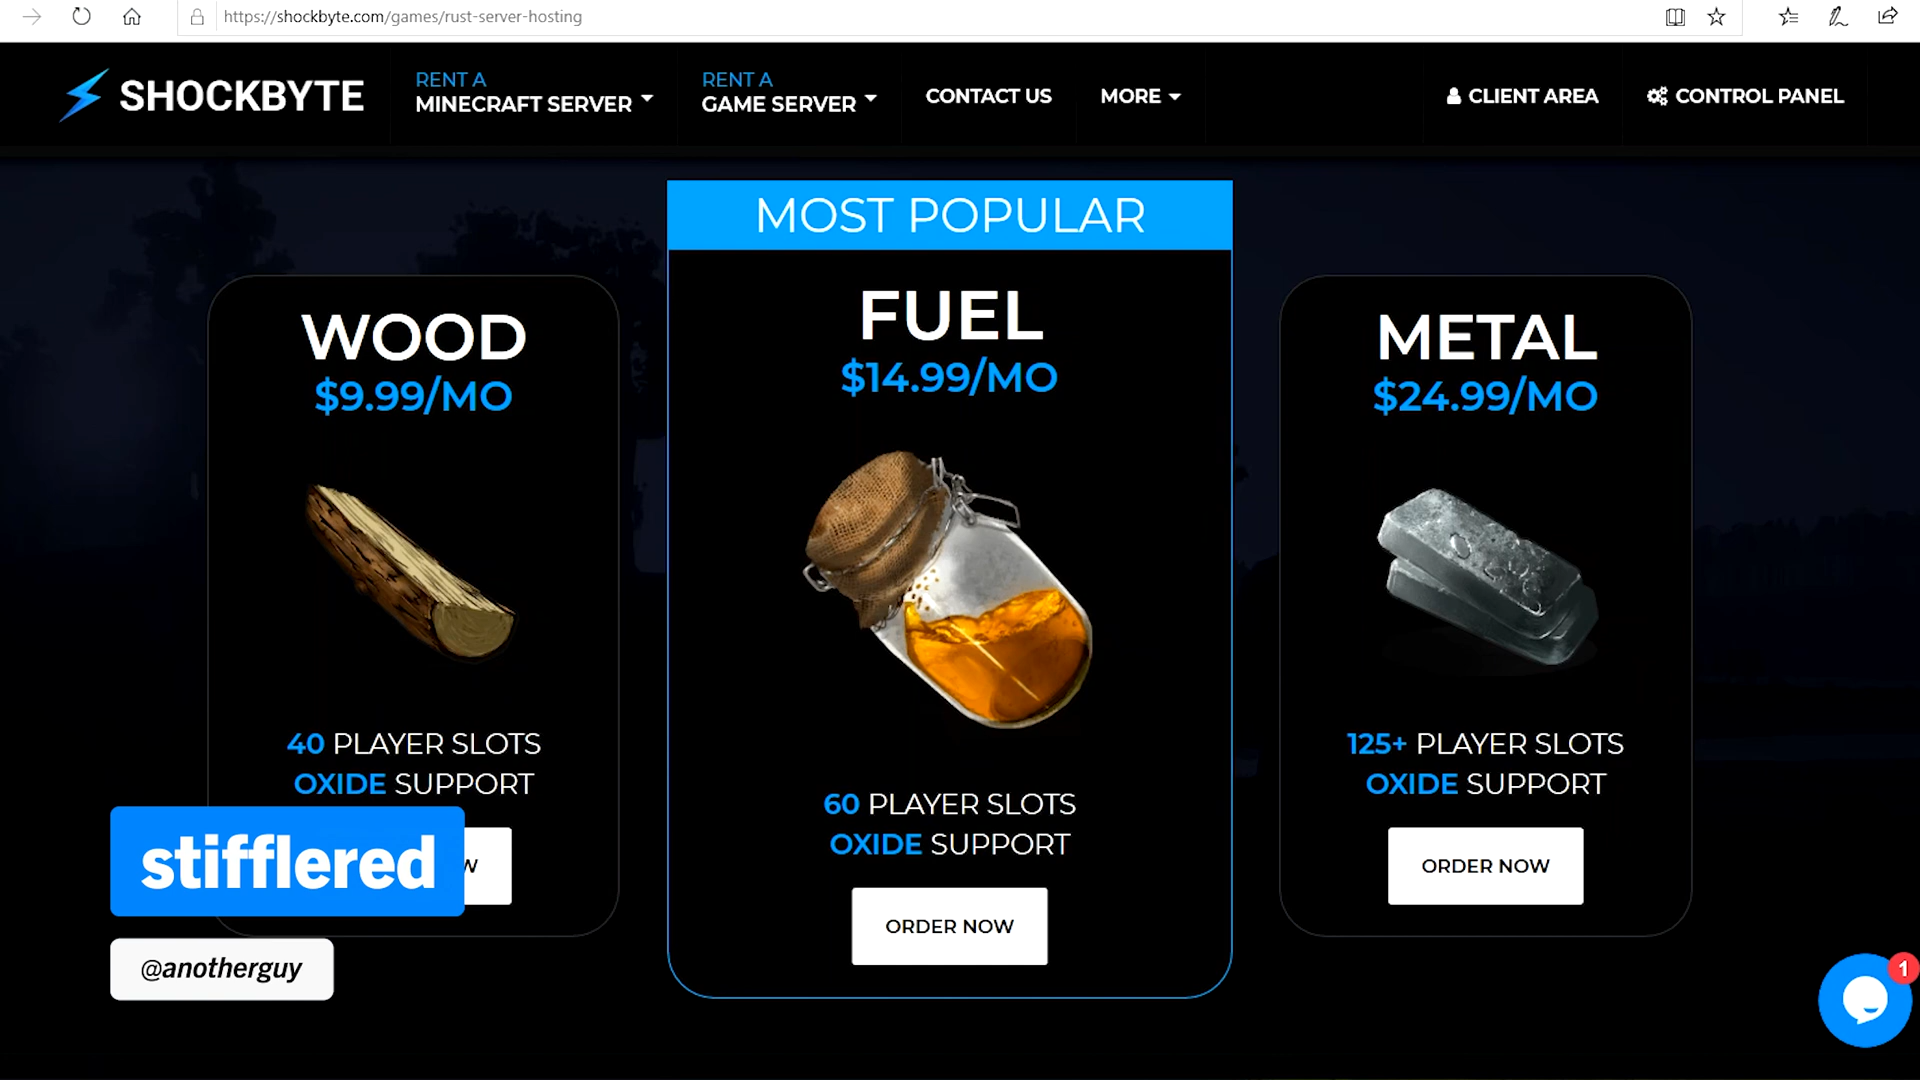 https://shockbyte.com/games/rust-server-hosting
SHOCKBYTE
RENT A
MINECRAFT SERVER
RENT A
GAME SERVER
CONTACT US
MORE
CLIENT AREA
CONTROL PANEL
MOST POPULAR
WOOD
$9.99/MO
40 PLAYER SLOTS
OXIDE SUPPORT
W
FUEL
$14.99/MO
60 PLAYER SLOTS
OXIDE SUPPORT
ORDER NOW
METAL
$24.99/MO
125+ PLAYER SLOTS
OXIDE SUPPORT
ORDER NOW
stifflered
@anotherguy
1